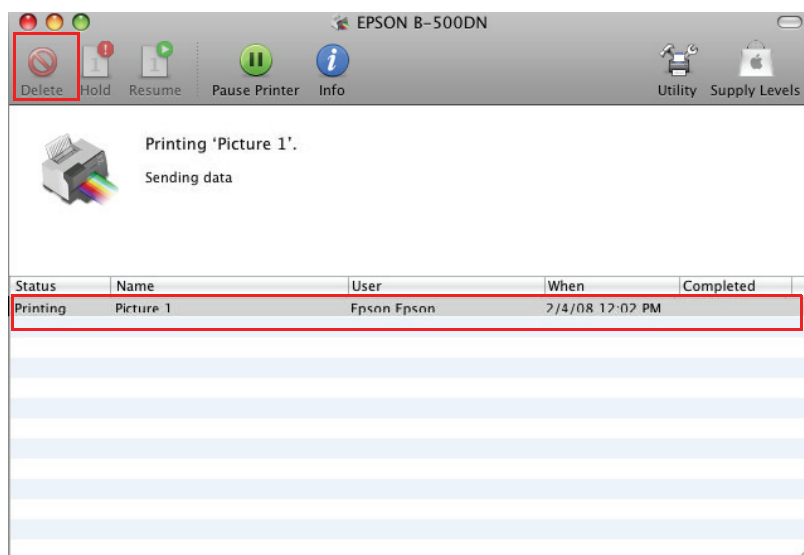 EPSON B-500DN
Delete Hold Resume Pause Printer Info Utility Supply Levels
Printing ‘Picture 1’.
Sending data
Status Name User When Completed
Printing Picture 1 Epson Epson 2/4/08 12:02 PM